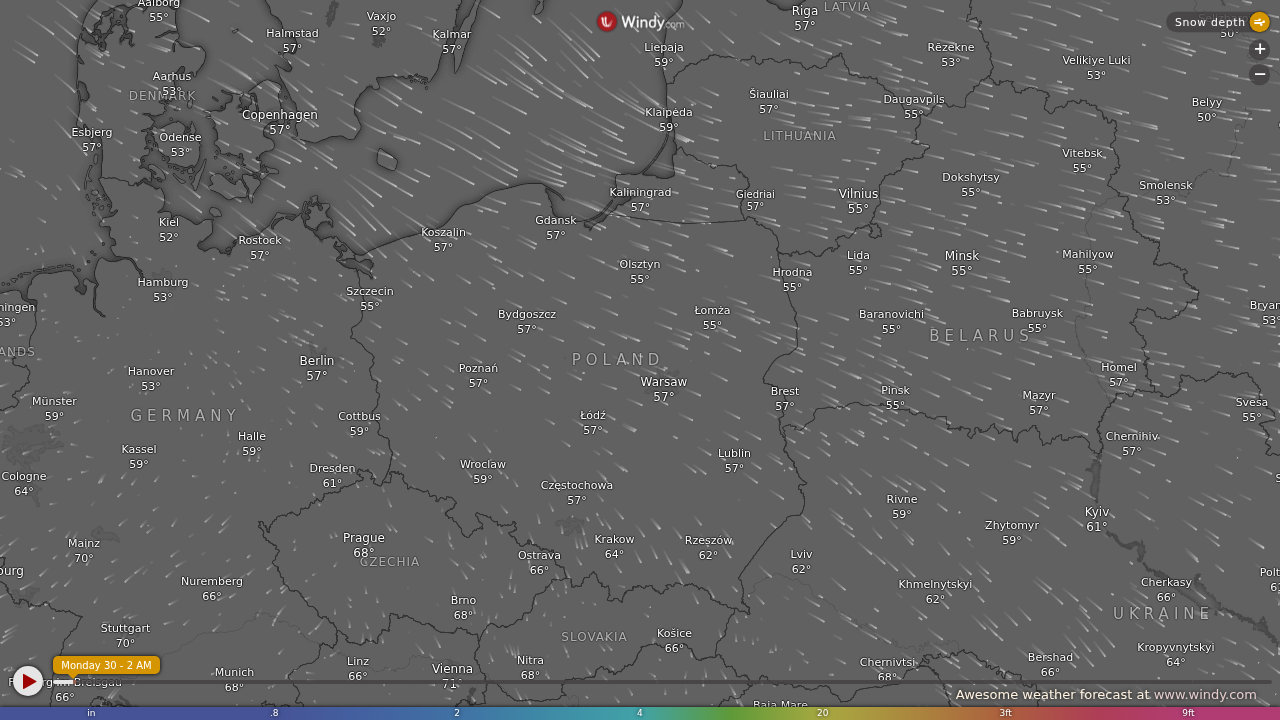 Aalborg
55°
Vaxjo
52°
Halmstad
57°
Kalmar
57°
Windy.com
Riga
57°
LATVIA
Snow depth
50°
Liepaja
59°
Rēzekne
53°
Velikiye Luki
53°
+
−
Aarhus
53°
DENMARK
Copenhagen
57°
Klaipėda
59°
Šiauliai
57°
Daugavpils
55°
Belyy
50°
Esbjerg
57°
Odense
53°
LITHUANIA
Vitebsk
55°
Kaliningrad
57°
Giedriai
57°
Vilnius
55°
Dokshytsy
55°
Smolensk
53°
Kiel
52°
Rostock
57°
Koszalin
57°
Gdansk
57°
Olsztyn
55°
Hrodna
55°
Lida
55°
Minsk
55°
Mahilyow
55°
Hamburg
53°
Szczecin
55°
Bydgoszcz
57°
Łomża
55°
Baranovichi
55°
Babruysk
55°
BELARUS
53°
53°
Berlin
57°
Hanover
53°
Poznań
57°
POLAND
Warsaw
57°
Brest
57°
Pinsk
55°
Mazyr
57°
Homel
57°
Münster
59°
GERMANY
Cottbus
59°
Łódź
57°
Svesa
55°
Kassel
59°
Halle
59°
Chernihiv
57°
Cologne
64°
Dresden
61°
Wroclaw
59°
Częstochowa
57°
Lublin
57°
Rivne
59°
Kyiv
61°
Zhytomyr
59°
Mainz
70°
Prague
68°
CZECHIA
Ostrava
66°
Krakow
64°
Rzeszów
62°
Lviv
62°
Nuremberg
66°
Brno
68°
Khmelnytskyi
62°
Cherkasy
66°
UKRAINE
Stuttgart
70°
SLOVAKIA
Košice
66°
Kropyvnytskyi
64°
Monday 30 - 2 AM
66°
Munich
68°
Linz
66°
Vienna
71°
Nitra
68°
Chernivtsi
68°
Bershad
66°
Baia Mare
Awesome weather forecast at www.windy.com
in .8 2 4 20 3ft 9ft